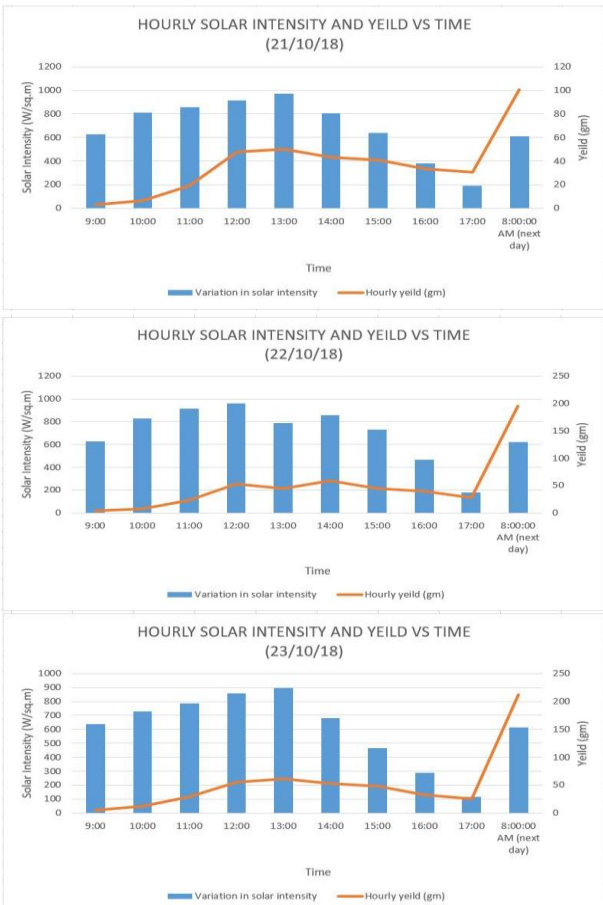 HOURLY SOLAR INTENSITY AND YEILD VS TIME
(21/10/18)
Solar Intensity (W/sq.m)
1200
1000
800
600
400
200
0
120
100
80
60
40
20
0
Yeild (gm)
9:00 10:00 11:00 12:00 13:00 14:00 15:00 16:00 17:00 8:00:00
AM (next
day)
Time
Variation in solar intensity Hourly yeild (gm)
HOURLY SOLAR INTENSITY AND YEILD VS TIME
(22/10/18)
Solar Intensity (W/sq.m)
1200
1000
800
600
400
200
0
250
200
150
100
50
0
Yeild (gm)
9:00 10:00 11:00 12:00 13:00 14:00 15:00 16:00 17:00 8:00:00
AM (next
day)
Time
Variation in solar intensity Hourly yeild (gm)
HOURLY SOLAR INTENSITY AND YEILD VS TIME
(23/10/18)
Solar Intensity (W/sq.m)
1000
900
800
700
600
500
400
300
200
100
0
250
200
150
100
50
0
Yeild (gm)
9:00 10:00 11:00 12:00 13:00 14:00 15:00 16:00 17:00 8:00:00
AM (next
day)
Time
Variation in solar intensity Hourly yeild (gm)